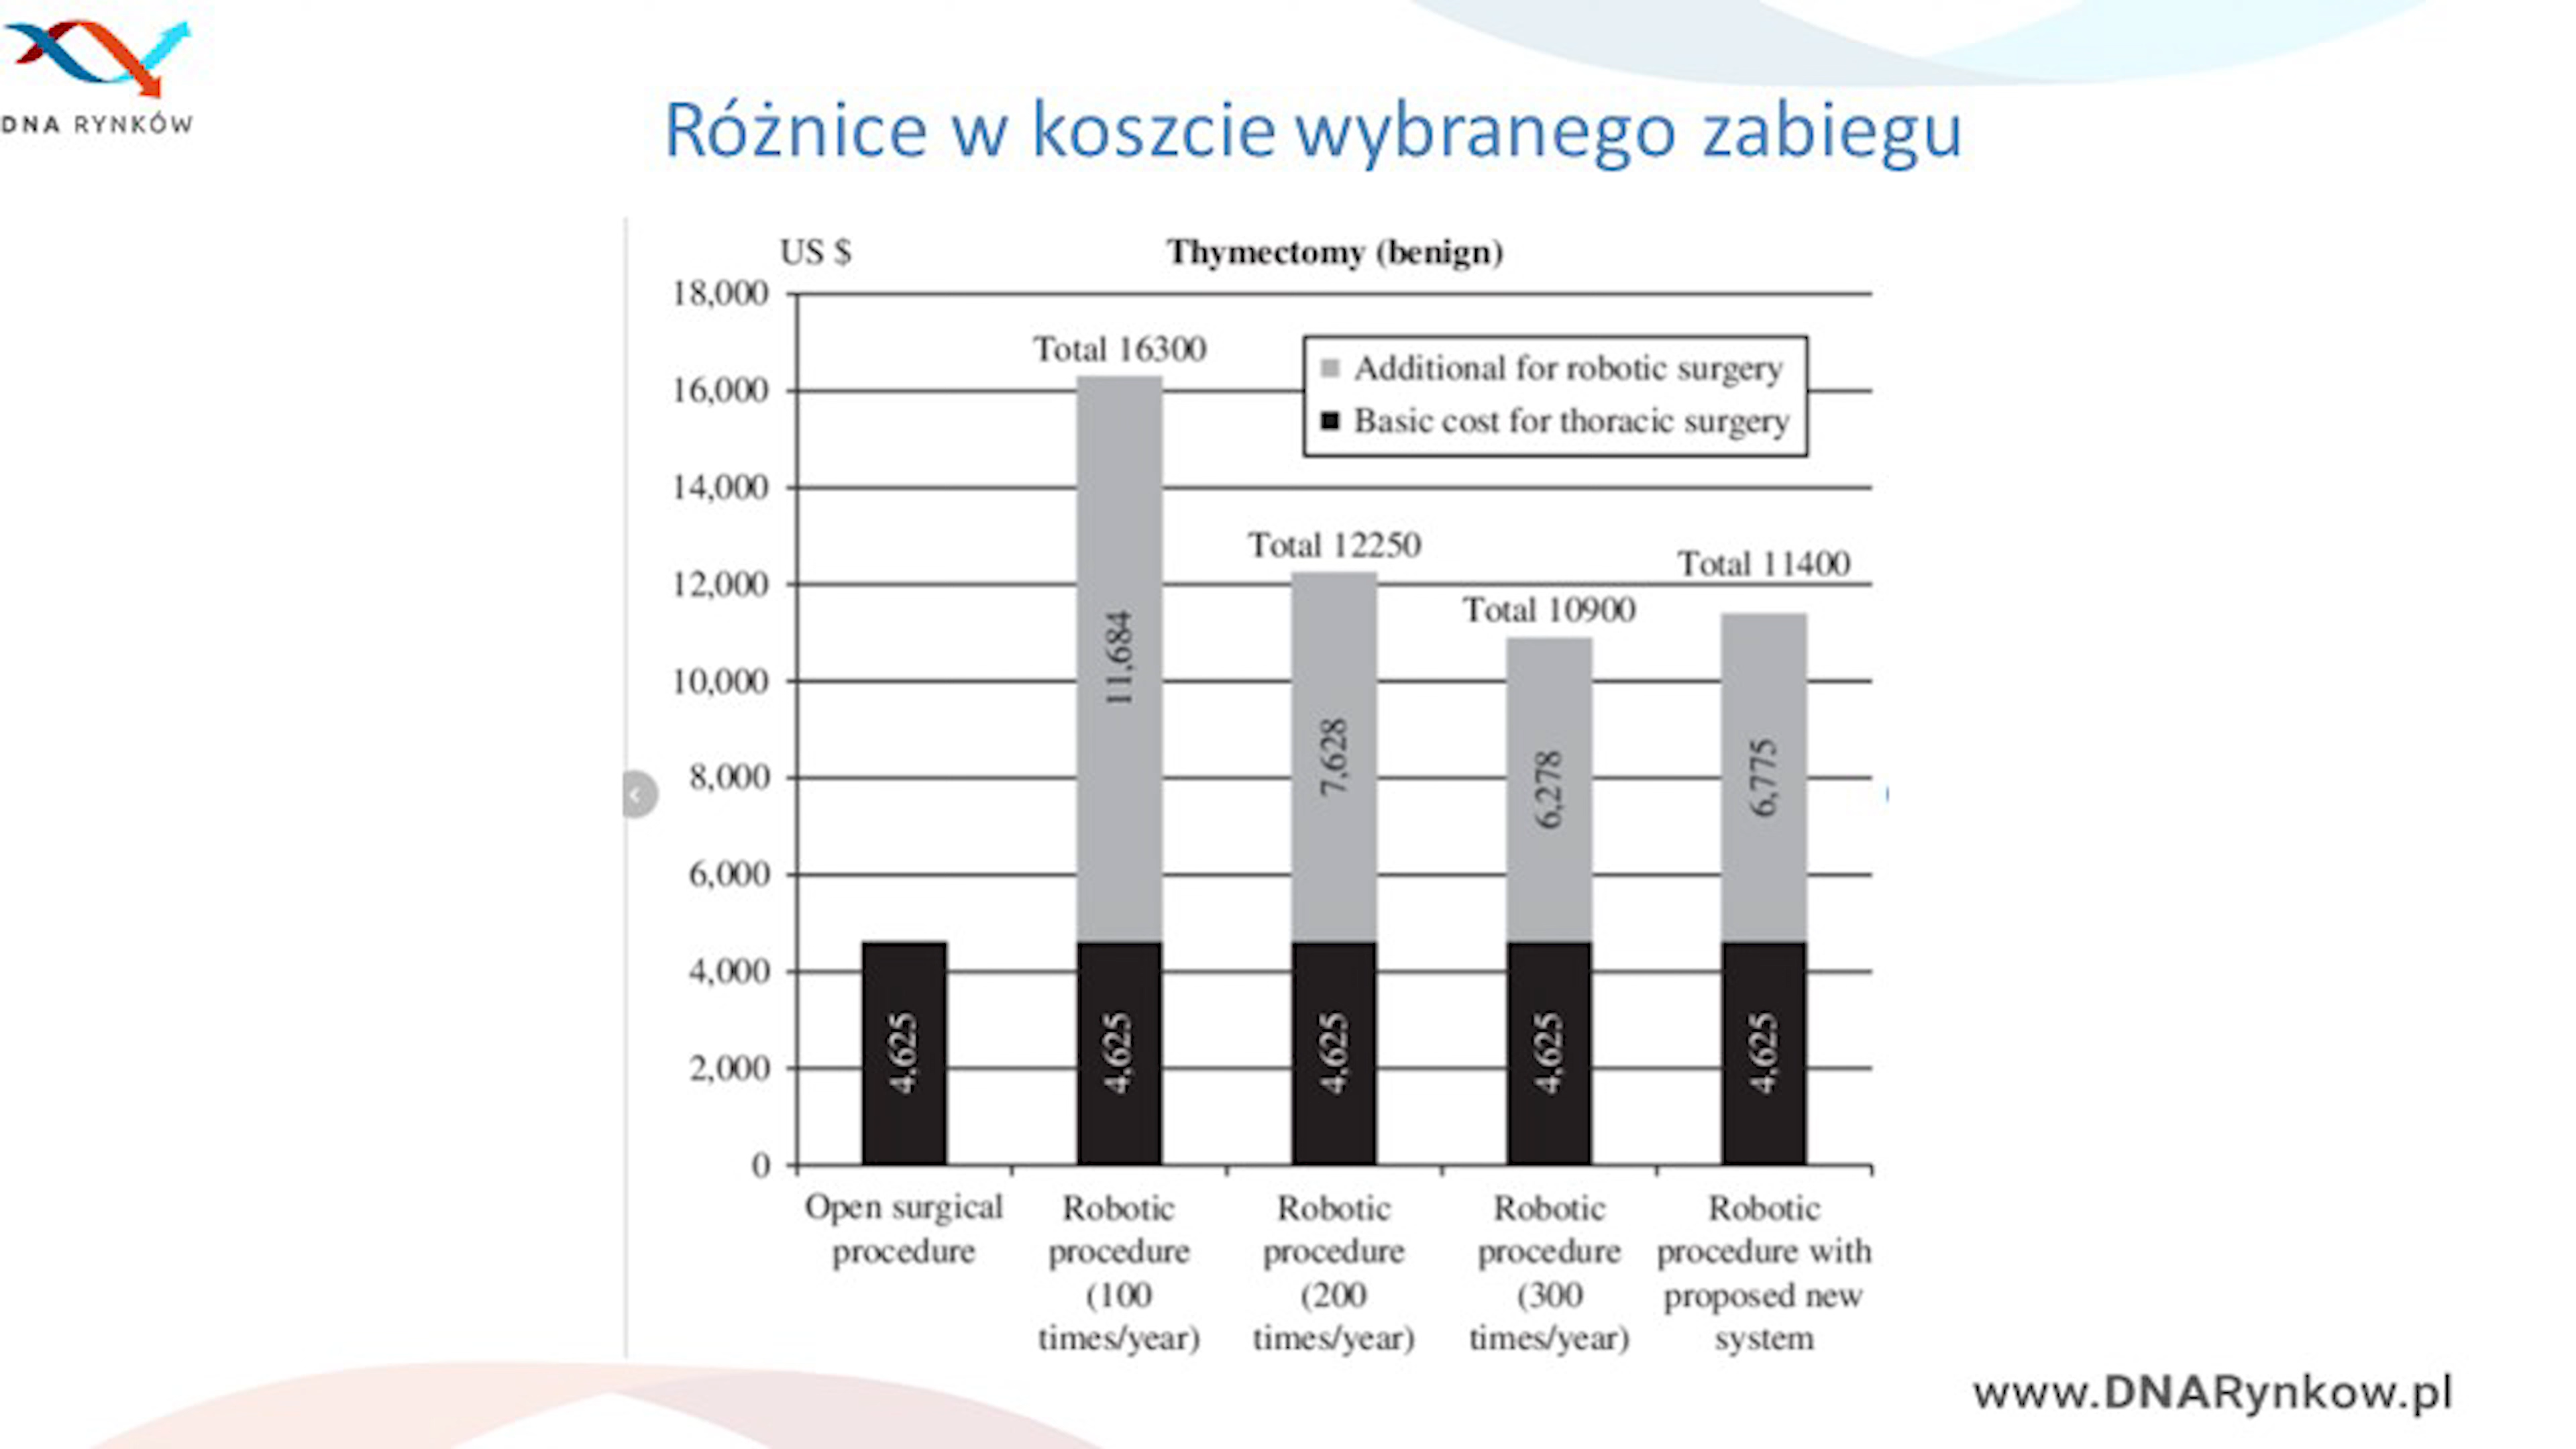 DNA RYNKÓW
Różnice w koszcie wybranego zabiegu
US $
Thymectomy (benign)
18,000
16,000
14,000
12,000
10,000
8,000
6,000
4,000
2,000
0
Total 16300
Additional for robotic surgery
Basic cost for thoracic surgery
Total 12250
Total 10900
Total 11400
11,684
7,628
6,278
6,775
4,625
4,625
4,625
4,625
4,625
Open surgical
procedure
Robotic
procedure
(100
times/year)
Robotic
procedure
(200
times/year)
Robotic
procedure
(300
times/year)
Robotic
procedure with
proposed new
system
www.DNARynkow.pl